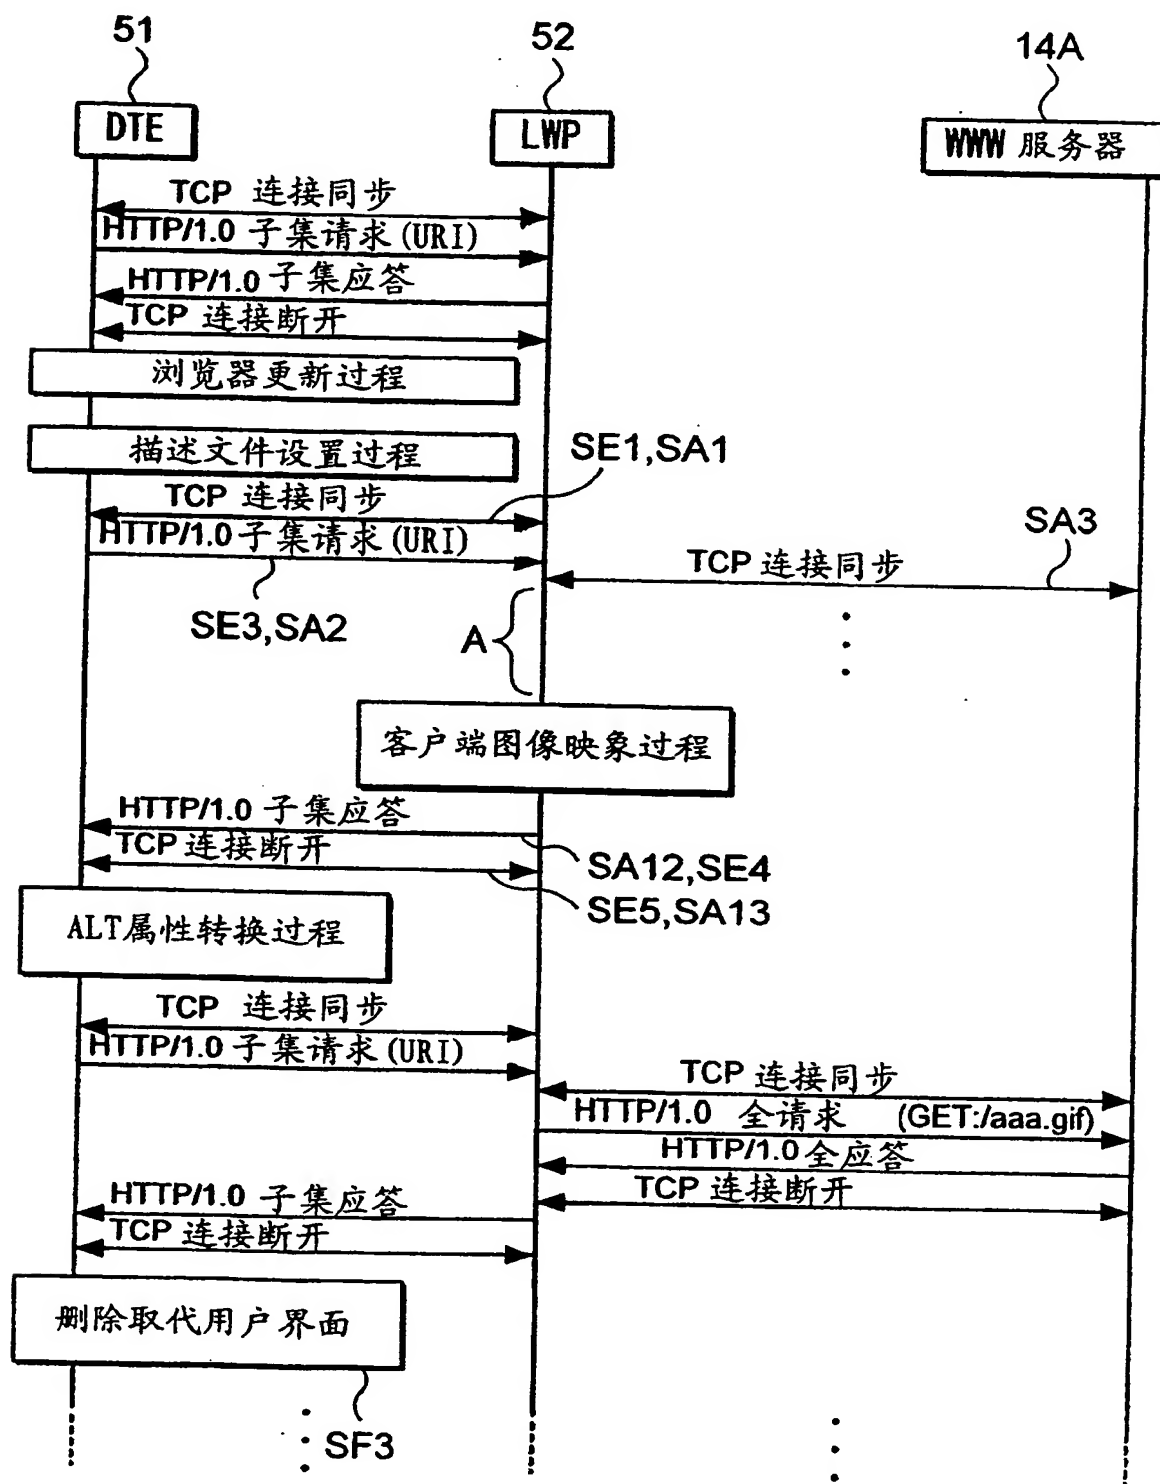 51
52
14A
DTE
LWP
WWW 服务器
TCP 连接同步
HTTP/1.0 子集请求(URI)
HTTP/1.0 子集应答
TCP 连接断开
浏览器更新过程
描述文件设置过程
SE1,SA1
TCP 连接同步
HTTP/1.0 子集请求(URI)
SA3
TCP 连接同步
SE3,SA2
A
客户端图像映象过程
HTTP/1.0 子集应答
TCP 连接断开
SA12,SE4
SE5,SA13
ALT属性转换过程
TCP 连接同步
HTTP/1.0 子集请求(URI)
TCP 连接同步
HTTP/1.0 全请求 (GET:/aaa.gif)
HTTP/1.0 全应答
TCP 连接断开
HTTP/1.0 子集应答
TCP 连接断开
删除取代用户界面
SF3